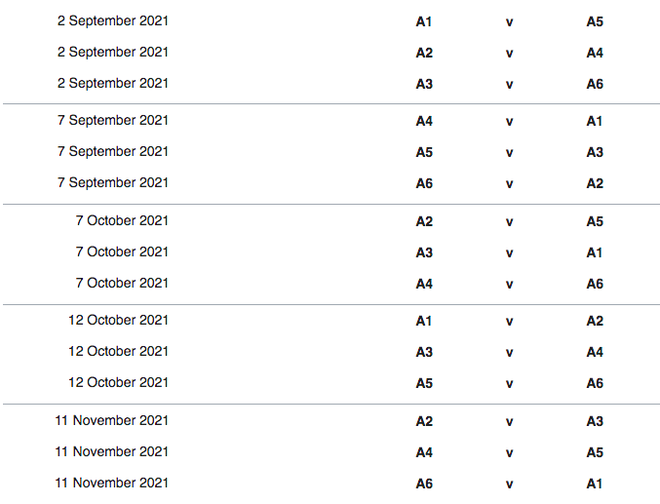 2 September 2021 A1 v A5
2 September 2021 A2 v A4
2 September 2021 A3 v A6
7 September 2021 A4 v A1
7 September 2021 A5 v A3
7 September 2021 A6 v A2
7 October 2021 A2 v A5
7 October 2021 A3 v A1
7 October 2021 A4 v A6
12 October 2021 A1 v A2
12 October 2021 A3 v A4
12 October 2021 A5 v A6
11 November 2021 A2 v A3
11 November 2021 A4 v A5
11 November 2021 A6 v A1